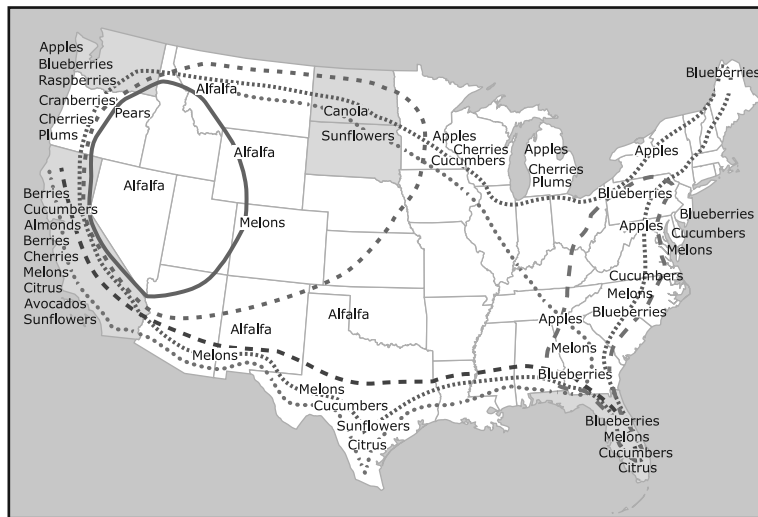 Apples
Blueberries
Raspberries
Cranberries
Cherries
Plums
Pears
Alfalfa
Canola
Sunflowers
Apples
Cherries
Cucumbers
Apples
Cherries
Plums
Apples
Blueberries
Blueberries
Alfalfa
Alfalfa
Melons
Berries
Cucumbers
Almonds
Berries
Cherries
Melons
Citrus
Avocados
Sunflowers
Alfalfa
Alfalfa
Melons
Melons
Cucumbers
Sunflowers
Citrus
Apples
Blueberries
Cucumbers
Melons
Cucumbers
Melons
Blueberries
Apples
Melons
Blueberries
Blueberries
Melons
Cucumbers
Citrus